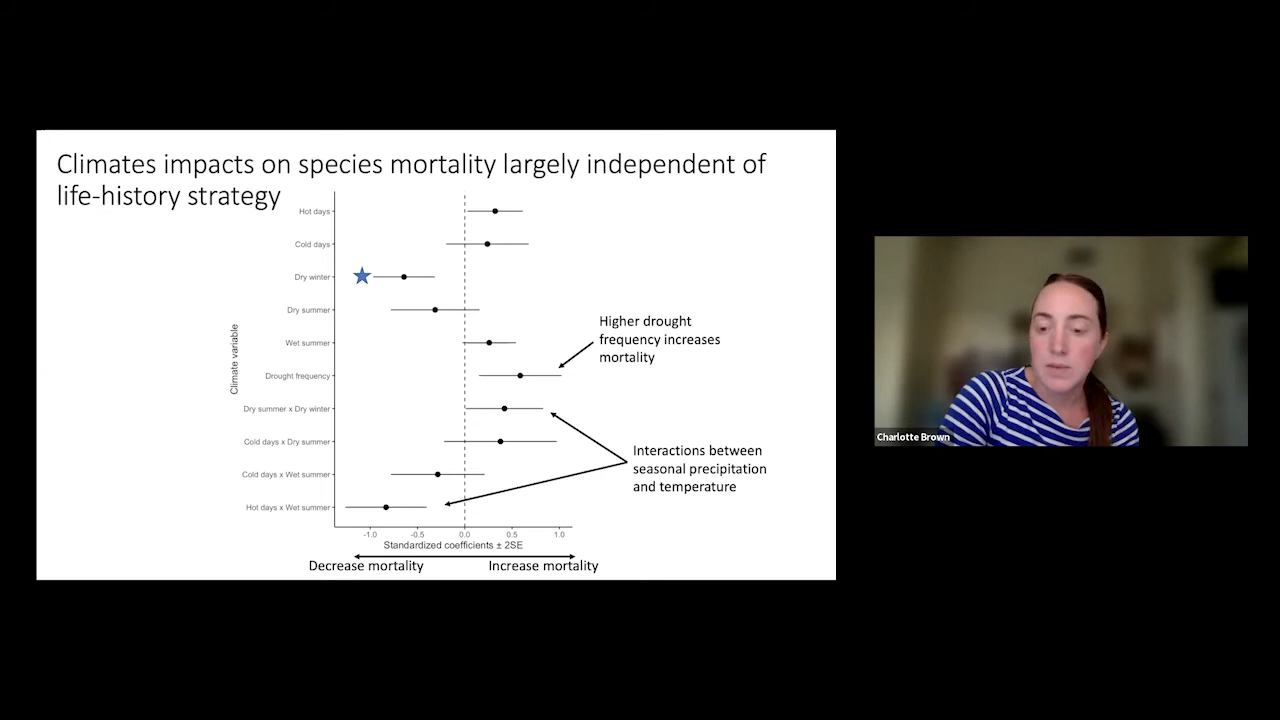 Climates impacts on species mortality largely independent of
life-history strategy
Hot days
Cold days
Dry winter
Dry summer
Wet summer
Drought frequency
Dry summer x Dry winter
Cold days x Dry summer
Cold days x Wet summer
Hot days x Wet summer
Climate variable
-1.0 -0.5 0.0 0.5 1.0
Standardized coefficients ± 2SE
Decrease mortality Increase mortality
Higher drought
frequency increases
mortality
Interactions between
seasonal precipitation
and temperature
Charlotte Brown